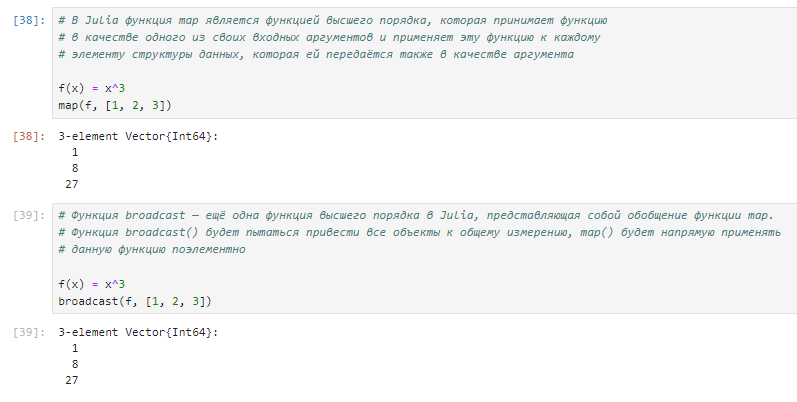 [38]: # В Julia функция map является функцией высшего порядка, которая принимает функцию
# в качестве одного из своих входных аргументов и применяет эту функцию к каждому
# элементу структуры данных, которая ей передаётся также в качестве аргумента
f(x) = x^3
map(f, [1, 2, 3])
[38]: 3-element Vector{Int64}:
1
8
27
[39]: # Функция broadcast — ещё одна функция высшего порядка в Julia, представляющая собой обобщение функции map.
# Функция broadcast() будет пытаться привести все объекты к общему измерению, map() будет напрямую применять
# данную функцию поэлементно
f(x) = x^3
broadcast(f, [1, 2, 3])
[39]: 3-element Vector{Int64}:
1
8
27